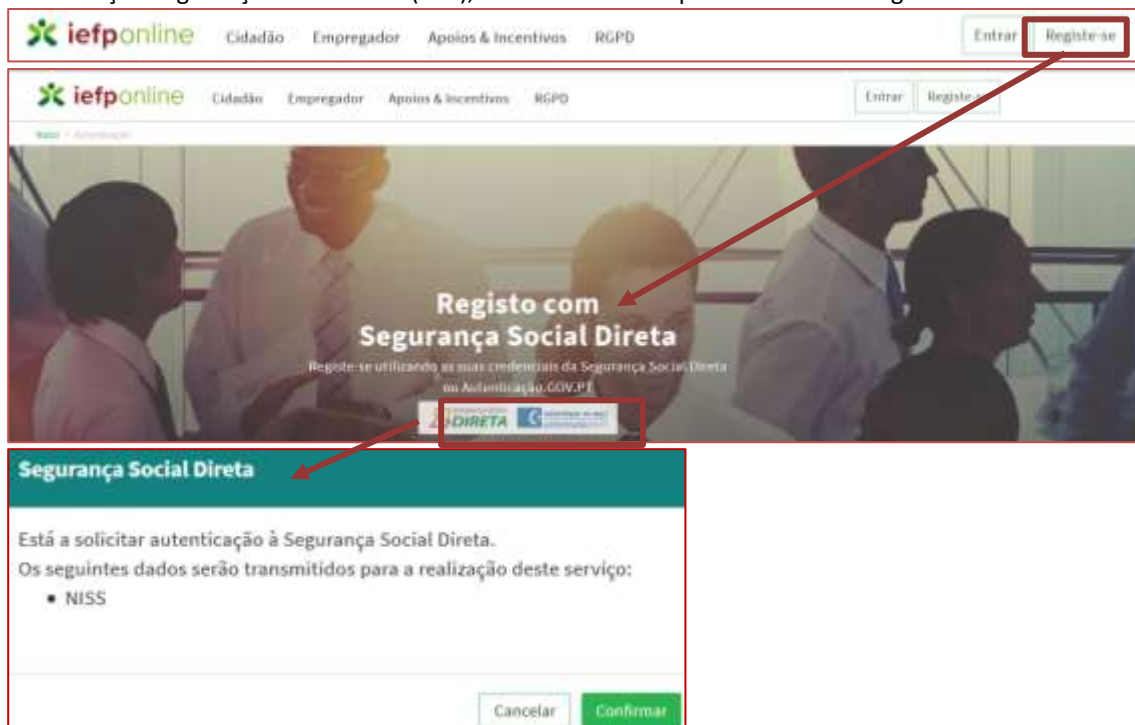 iefponline Cidadão Empregador Apoios & Incentivos RGPD Entrar Registe-se
iefponline Cidadão Empregador Apoios & Incentivos RGPD Entrar Registe-se
Autenticação
Registo com
Segurança Social Direta
Registe-se utilizando as suas credenciais da Segurança Social Direta
no Autenticação.GOV.PT
DIRETA
Segurança Social Direta
Está a solicitar autenticação à Segurança Social Direta.
Os seguintes dados serão transmitidos para a realização deste serviço:
• NISS
Cancelar Confirmar